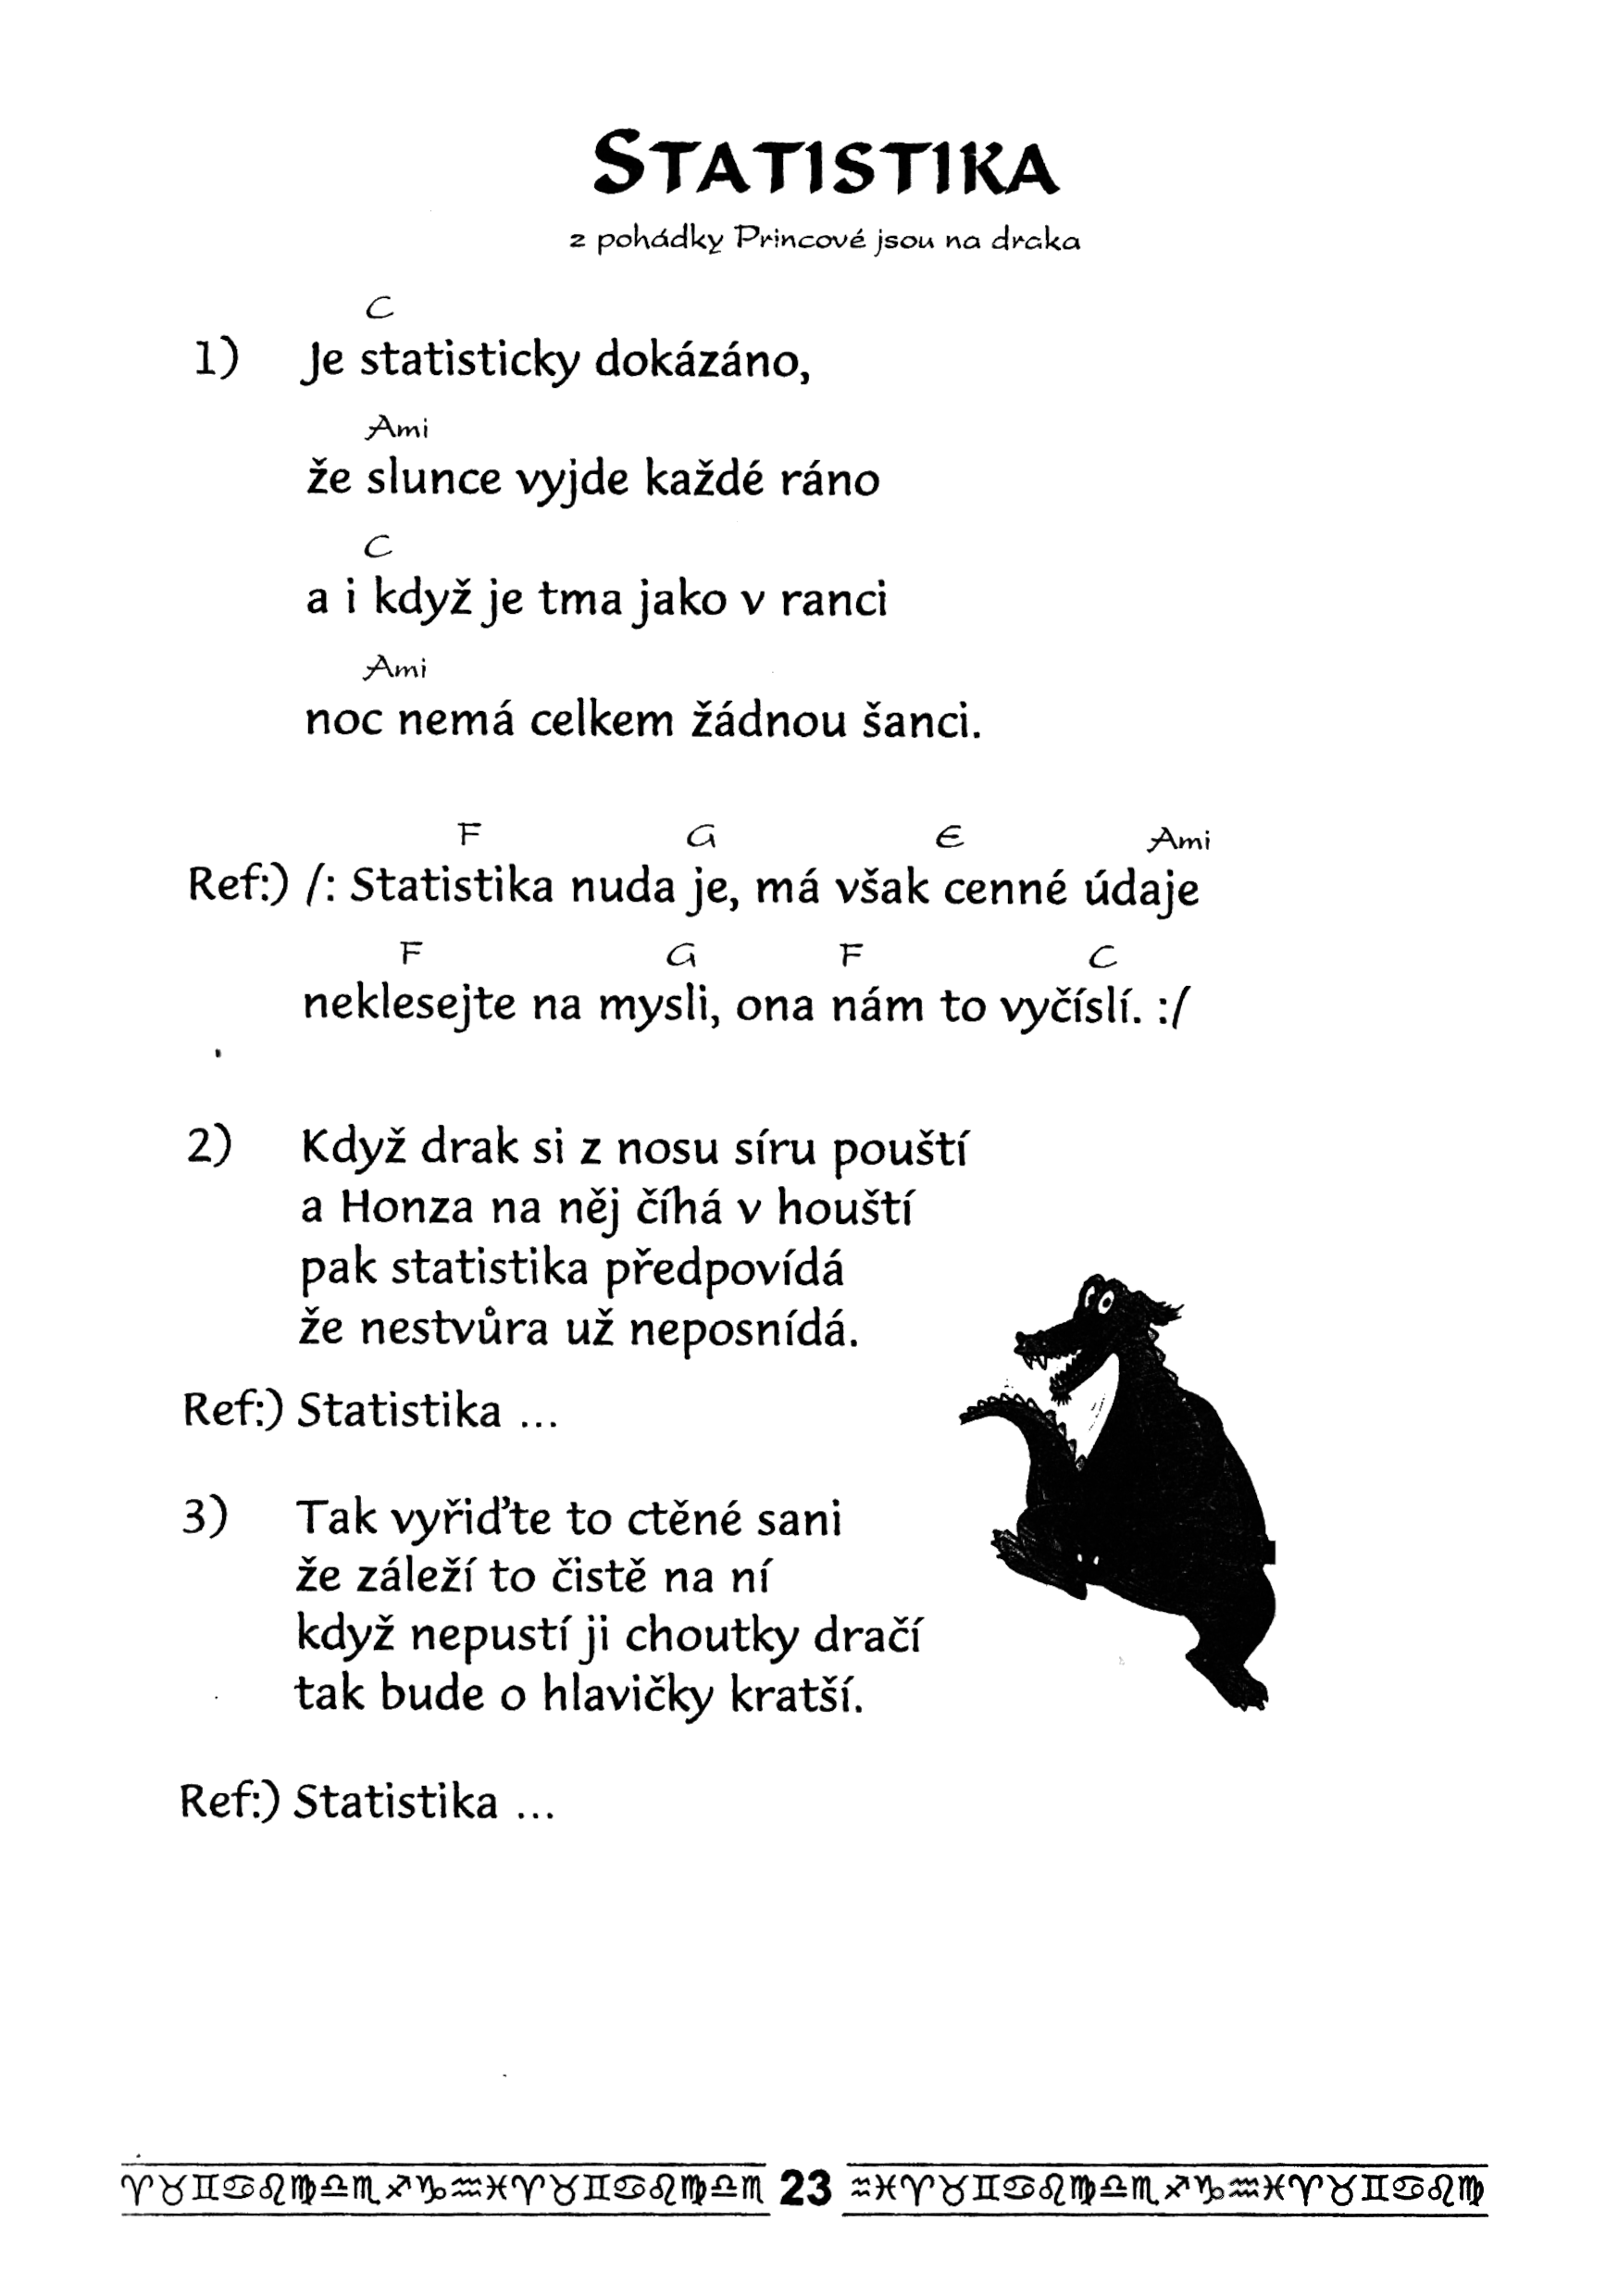 STATISTIKA
z pohádky Princové jsou na draka
C
1) Je statisticky dokázáno,
Ami
že slunce vyjde každé ráno
C
a i když je tma jako v ranci
Ami
noc nemá celkem žádnou šanci.
F G E Ami
Ref:) /: Statistika nuda je, má však cenné údaje
F G F C
neklesejte na mysli, ona nám to vyčíslí. :/
2) Když drak si z nosu síru pouští
a Honza na něj číhá v houští
pak statistika předpovídá
že nestvůra už neposnídá.
Ref:) Statistika ...
3) Tak vyřiďte to ctěné sani
že záleží to čistě na ní
když nepustí ji choutky dračí
tak bude o hlavičky kratší.
Ref:) Statistika ...
♈♉♊♋♌♍♎♏♐♑♒♓♈♉♊♋♌♍♎♏ 23 ♒♓♈♉♊♋♌♍♎♏♐♑♒♓♈♉♊♋♌♍